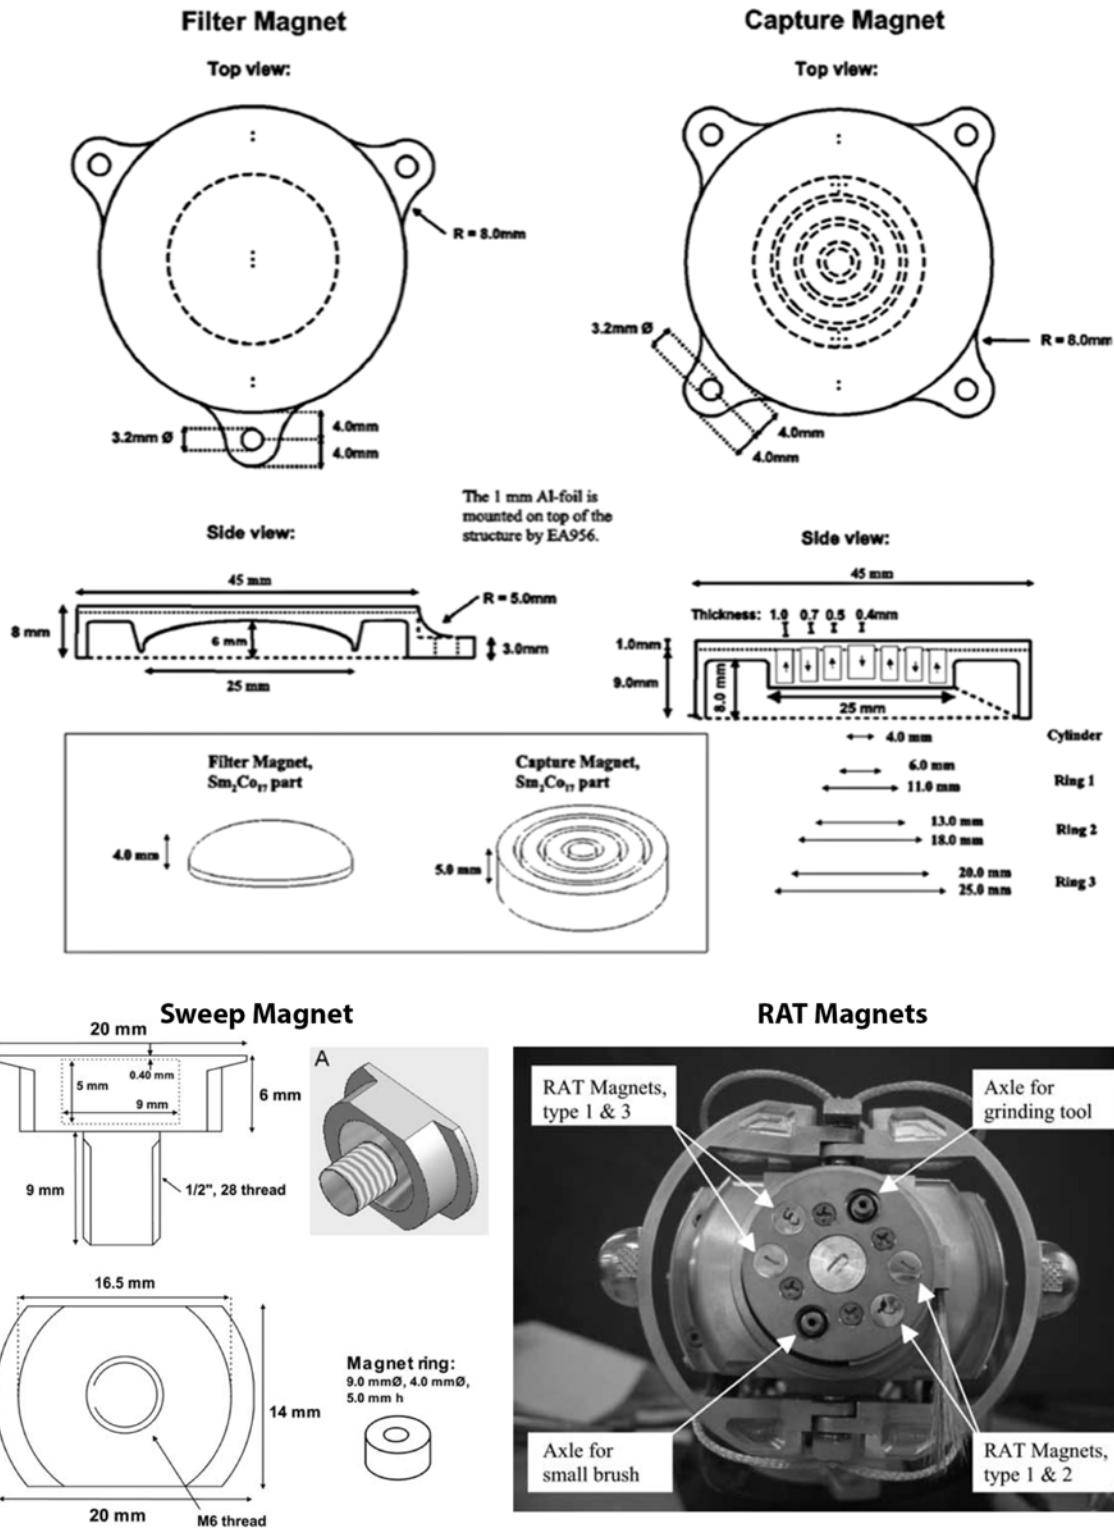 Filter Magnet
Top view:
R = 8.0mm
3.2mm Ø
4.0mm
4.0mm
Capture Magnet
Top view:
3.2mm Ø
R = 8.0mm
4.0mm
4.0mm
The 1 mm Al-foil is
mounted on top of the
structure by EA956.
Side view:
45 mm
R = 5.0mm
8 mm
6 mm
3.0mm
25 mm
Side view:
45 mm
Thickness: 1.0 0.7 0.5 0.4mm
1.0mm
9.0mm
8.0 mm
25 mm
4.0 mm Cylinder
6.0 mm
11.0 mm
Ring 1
13.0 mm
18.0 mm
Ring 2
20.0 mm
25.0 mm
Ring 3
Filter Magnet,
Sm₂Co₁₇ part
4.0 mm
Capture Magnet,
Sm₂Co₁₇ part
5.0 mm
Sweep Magnet
20 mm
0.40 mm
5 mm
9 mm
6 mm
9 mm
1/2", 28 thread
A
16.5 mm
14 mm
20 mm
M6 thread
Magnet ring:
9.0 mmØ, 4.0 mmØ,
5.0 mm h
RAT Magnets
RAT Magnets,
type 1 & 3
Axle for
grinding tool
3
Axle for
small brush
RAT Magnets,
type 1 & 2